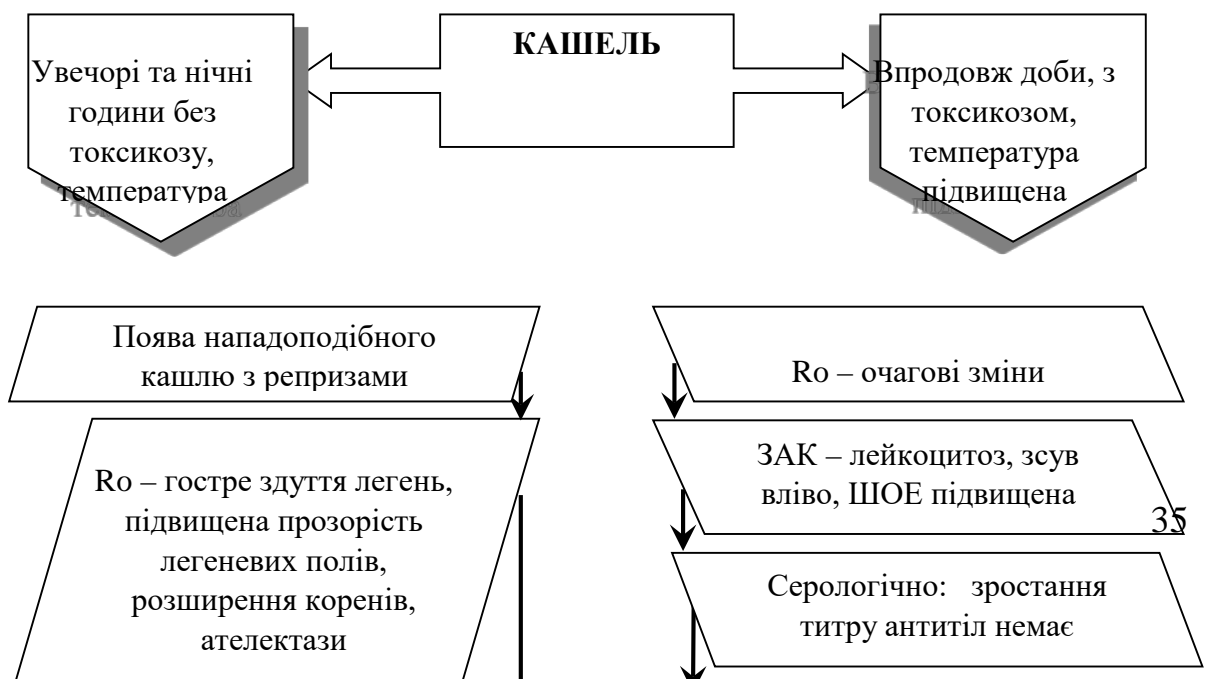 КАШЕЛЬ
Увечорі та нічні
години без
токсикозу,
температура
Впродовж доби, з
токсикозом,
температура
підвищена
Поява нападоподібного
кашлю з репризами
Ro – гостре здуття легень,
підвищена прозорість
легеневих полів,
розширення коренів,
ателектази
Ro – очагові зміни
ЗАК – лейкоцитоз, зсув
вліво, ШОЕ підвищена
35
Серологічно: зростання
титру антитіл немає